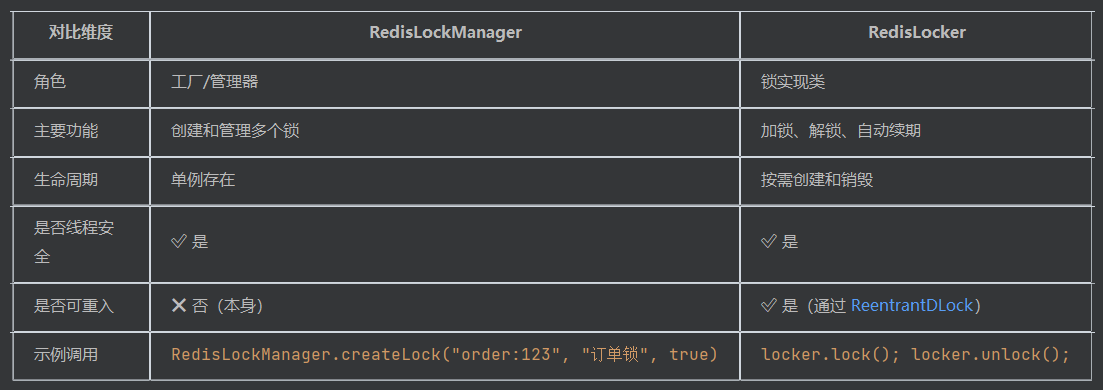 对比维度 RedisLockManager RedisLocker
角色 工厂/管理器 锁实现类
主要功能 创建和管理多个锁 加锁、解锁、自动续期
生命周期 单例存在 按需创建和销毁
是否线程安
全 ✅ 是 ✅ 是
是否可重入 ❌ 否（本身） ✅ 是（通过 ReentrantDLock）
示例调用 RedisLockManager.createLock("order:123", "订单锁", true) locker.lock(); locker.unlock();